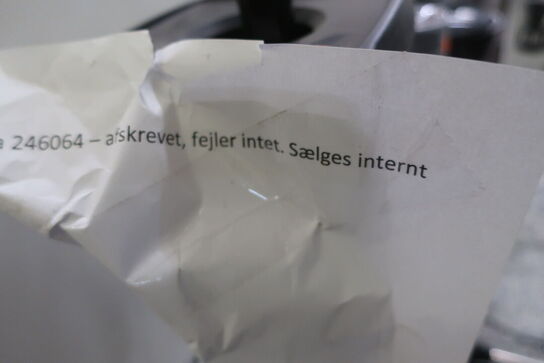 a 246064 – afskrevet, fejler intet. Sælges internt